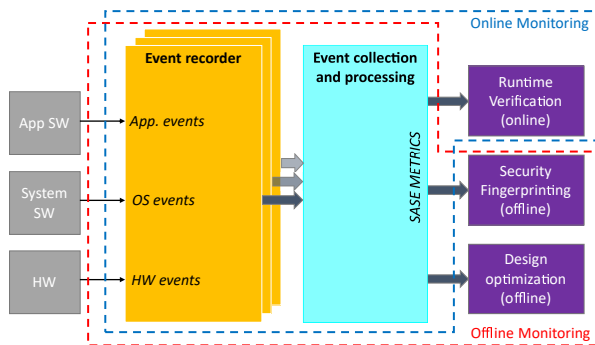 Online Monitoring
Event recorder
Event collection
and processing
Runtime
Verification
(online)
App SW
App. events
System
SW
OS events
SASE METRICS
Security
Fingerprinting
(offline)
HW
HW events
Design
optimization
(offline)
Offline Monitoring